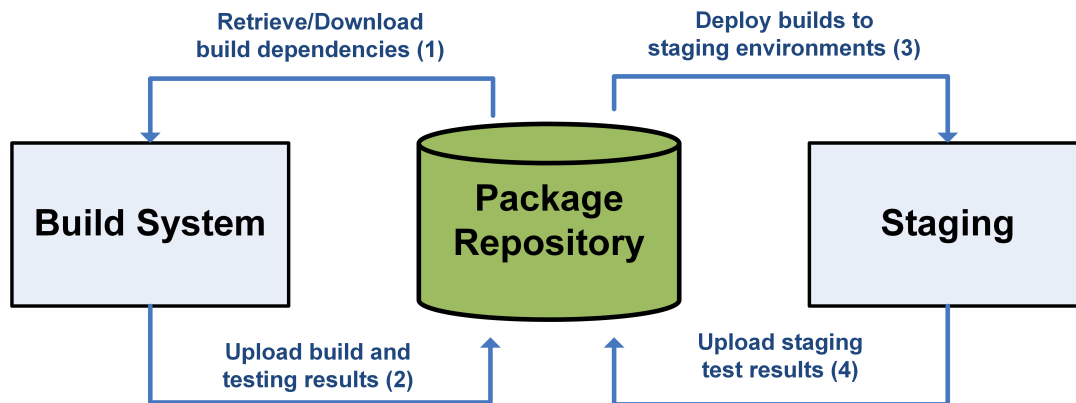 Retrieve/Download
build dependencies (1)
Deploy builds to
staging environments (3)
Build System
Package
Repository
Staging
Upload build and
testing results (2)
Upload staging
test results (4)